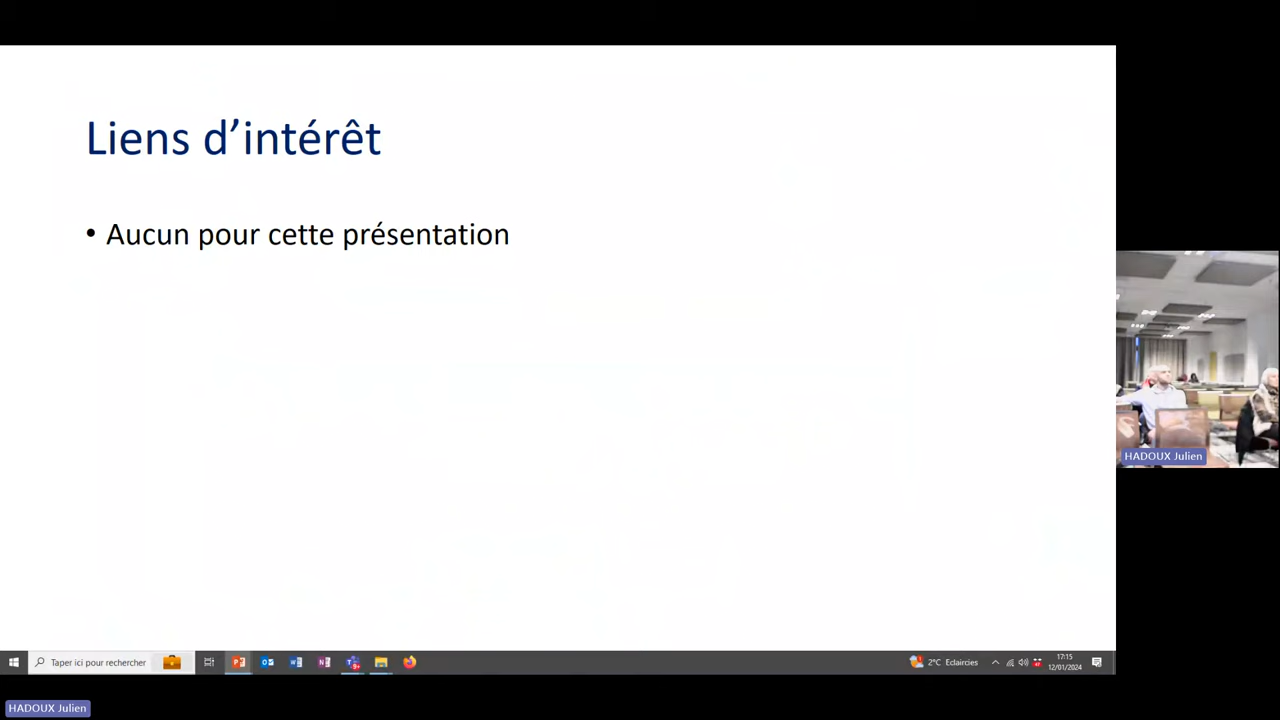 Liens d’intérêt
• Aucun pour cette présentation
HADOUX Julien
Taper ici pour rechercher
2°C Eclaircies
17:15
12/01/2024
HADOUX Julien